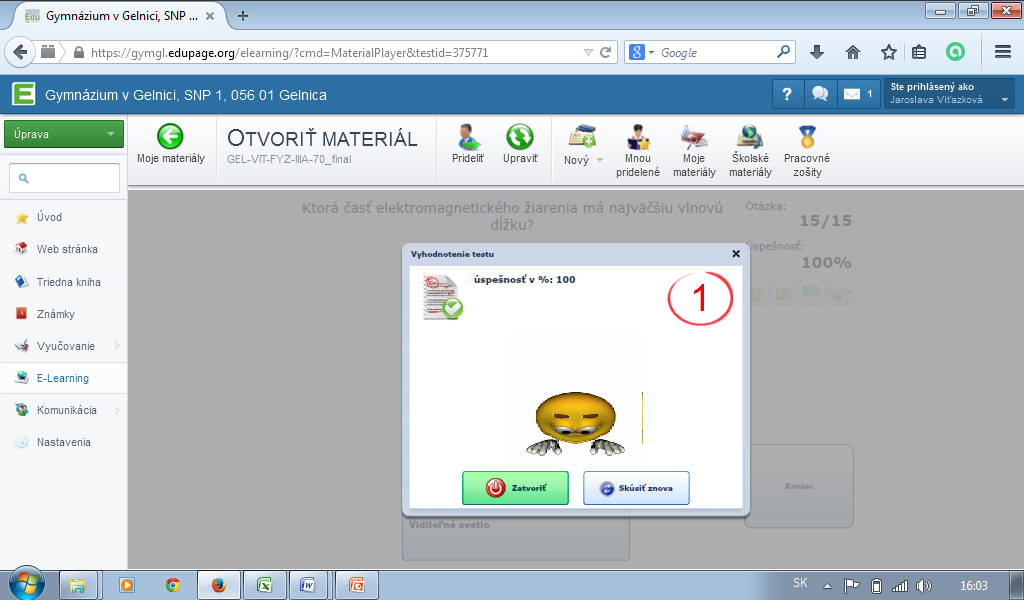 Gymnázium v Gelnici, SNP ...
https://gymgl.edupage.org/elearning/?cmd=MaterialPlayer&testid=375771
Google
Gymnázium v Gelnici, SNP 1, 056 01 Gelnica
?
1
Ste prihlásený ako
Jaroslava Víťazková
Úprava
Moje materiály
OTVORIŤ MATERIÁL
GEL-VIT-FYZ-IIIA-70_final
Prideliť
Upraviť
Nový
Mnou pridelené
Moje materiály
Školské materiály
Pracovné zošity
Úvod
Web stránka
Triedna kniha
Známky
Vyučovanie
E-Learning
Komunikácia
Nastavenia
Ktorá časť elektromagnetického žiarenia má najväčšiu vlnovú
dĺžku?
Otázka:
15/15
Úspešnosť:
100%
Vyhodnotenie testu
úspešnosť v %: 100
1
Zatvoriť
Skúsiť znova
Koniec
Viditeľné svetlo
SK
16:03